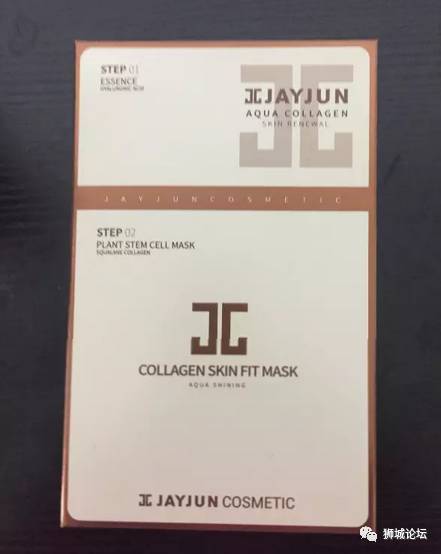 STEP 01
ESSENCE
HYALURONIC ACID
JAYJUN
AQUA COLLAGEN
SKIN RENEWAL
JAYJUNCOSMETIC
STEP 02
PLANT STEM CELL MASK
SQUALANE COLLAGEN
COLLAGEN SKIN FIT MASK
AQUA SHINING
JAYJUN COSMETIC
狮城论坛